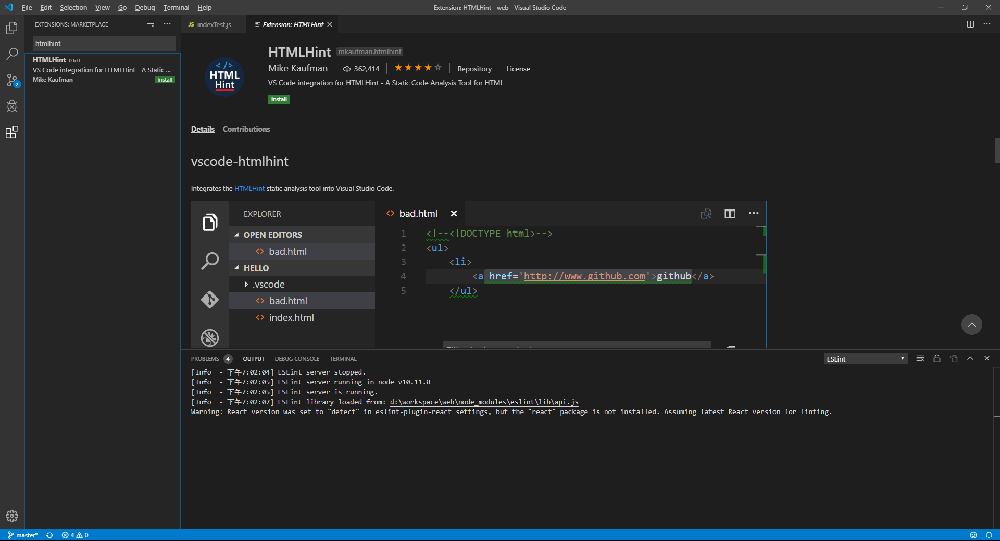 File Edit Selection View Go Debug Terminal Help
Extension: HTMLHint - web - Visual Studio Code
EXTENSIONS: MARKETPLACE
htmlhint
HTMLHint 0.6.0
VS Code integration for HTMLHint - A Static ...
Mike Kaufman Install
2
JS indexTest.js
Extension: HTMLHint
</>
HTML
Hint
HTMLHint mkaufman.htmlhint
Mike Kaufman 362,414 Repository License
VS Code integration for HTMLHint - A Static Code Analysis Tool for HTML
Install
Details Contributions
vscode-htmlhint
Integrates the HTMLHint static analysis tool into Visual Studio Code.
EXPLORER
OPEN EDITORS
bad.html
HELLO
.vscode
bad.html
index.html
bad.html
1 <!--<!DOCTYPE html>-->
2 <ul>
3 <li>
4 <a href='http://www.github.com'>github</a>
5 </ul>
PROBLEMS 4 OUTPUT DEBUG CONSOLE TERMINAL
ESLint
[Info - 下午7:02:04] ESLint server stopped.
[Info - 下午7:02:05] ESLint server running in node v10.11.0
[Info - 下午7:02:05] ESLint server is running.
[Info - 下午7:02:07] ESLint library loaded from: d:\workspace\web\node_modules\eslint\lib\api.js
Warning: React version was set to "detect" in eslint-plugin-react settings, but the "react" package is not installed. Assuming latest React version for linting.
master* 4 0